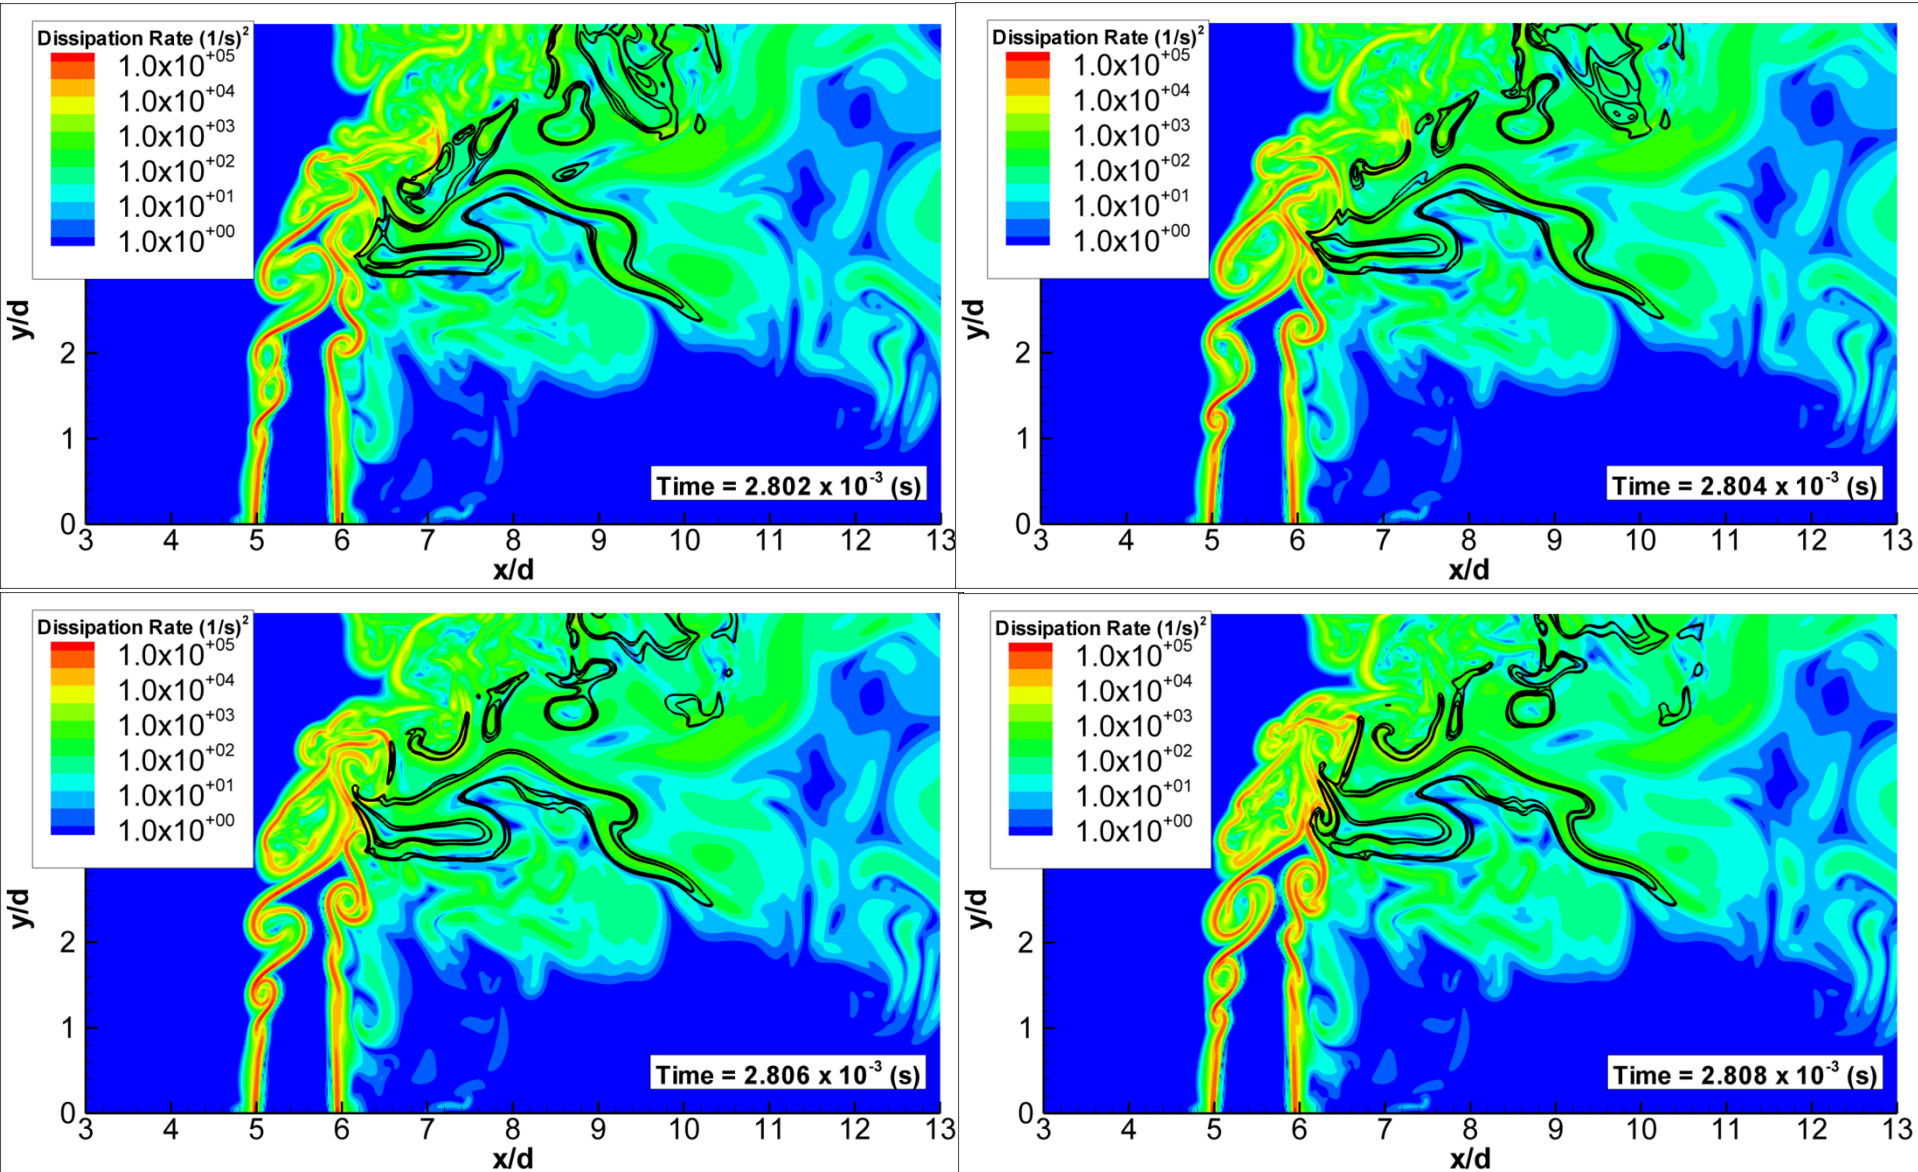 Dissipation Rate (1/s)²
1.0x10⁺⁰⁵
1.0x10⁺⁰⁴
1.0x10⁺⁰³
1.0x10⁺⁰²
1.0x10⁺⁰¹
1.0x10⁺⁰⁰
y/d
2
1
0
Time = 2.802 x 10⁻³ (s)
3 4 5 6 7 8 9 10 11 12 13
x/d
Dissipation Rate (1/s)²
1.0x10⁺⁰⁵
1.0x10⁺⁰⁴
1.0x10⁺⁰³
1.0x10⁺⁰²
1.0x10⁺⁰¹
1.0x10⁺⁰⁰
y/d
2
1
0
Time = 2.804 x 10⁻³ (s)
3 4 5 6 7 8 9 10 11 12 13
x/d
Dissipation Rate (1/s)²
1.0x10⁺⁰⁵
1.0x10⁺⁰⁴
1.0x10⁺⁰³
1.0x10⁺⁰²
1.0x10⁺⁰¹
1.0x10⁺⁰⁰
y/d
2
1
0
Time = 2.806 x 10⁻³ (s)
3 4 5 6 7 8 9 10 11 12 13
x/d
Dissipation Rate (1/s)²
1.0x10⁺⁰⁵
1.0x10⁺⁰⁴
1.0x10⁺⁰³
1.0x10⁺⁰²
1.0x10⁺⁰¹
1.0x10⁺⁰⁰
y/d
2
1
0
Time = 2.808 x 10⁻³ (s)
3 4 5 6 7 8 9 10 11 12 13
x/d